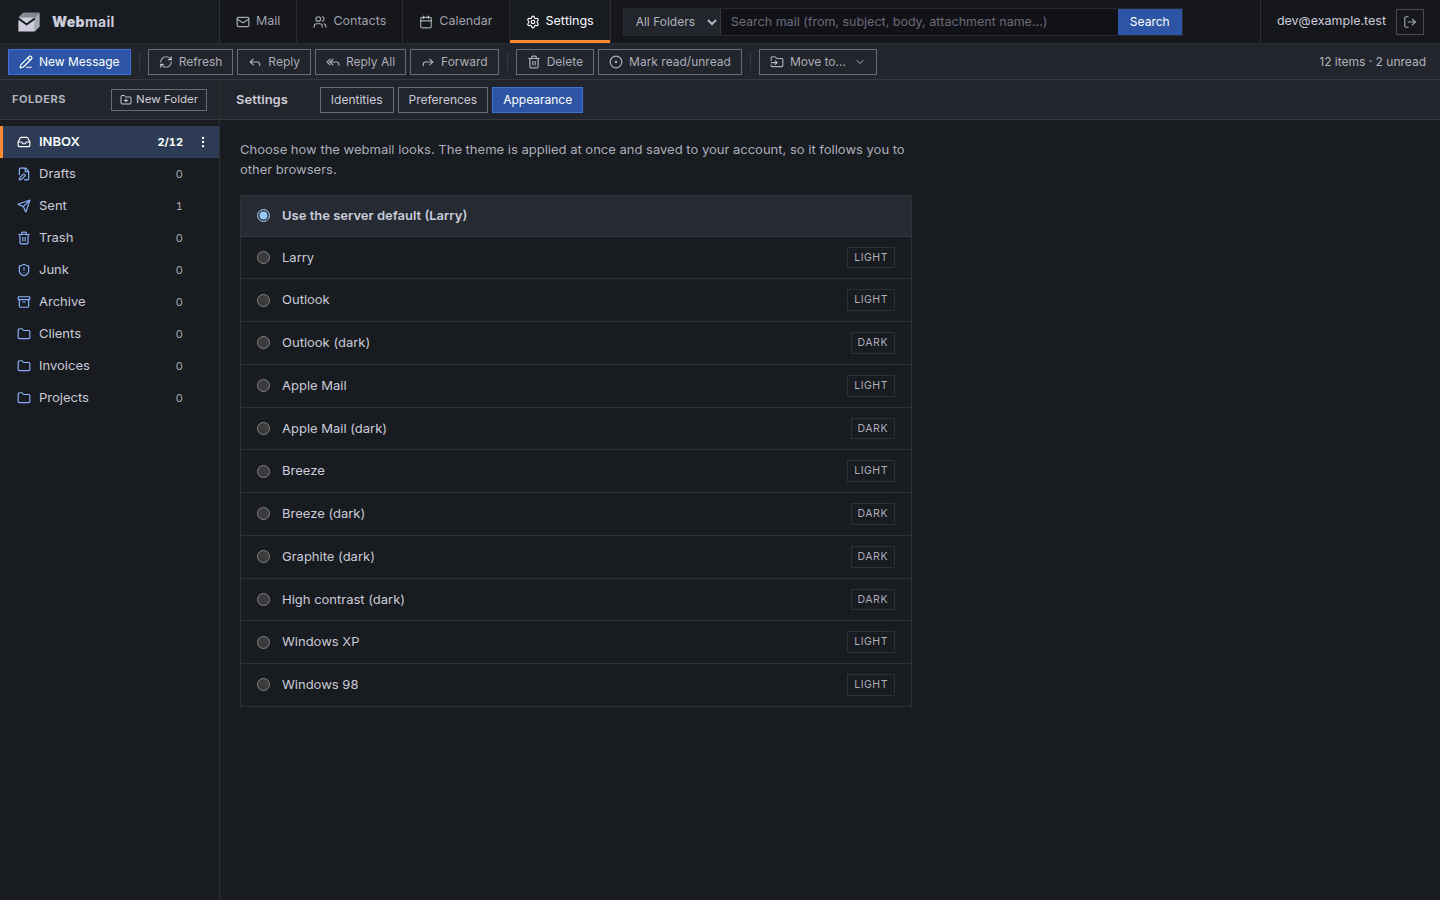 Webmail
Mail
Contacts
Calendar
Settings
All Folders
Search mail (from, subject, body, attachment name...)
Search
dev@example.test
New Message
Refresh
Reply
Reply All
Forward
Delete
Mark read/unread
Move to...
12 items · 2 unread
FOLDERS
New Folder
Settings
Identities
Preferences
Appearance
INBOX 2/12
Drafts 0
Sent 1
Trash 0
Junk 0
Archive 0
Clients 0
Invoices 0
Projects 0
Choose how the webmail looks. The theme is applied at once and saved to your account, so it follows you to
other browsers.
Use the server default (Larry)
Larry LIGHT
Outlook LIGHT
Outlook (dark) DARK
Apple Mail LIGHT
Apple Mail (dark) DARK
Breeze LIGHT
Breeze (dark) DARK
Graphite (dark) DARK
High contrast (dark) DARK
Windows XP LIGHT
Windows 98 LIGHT